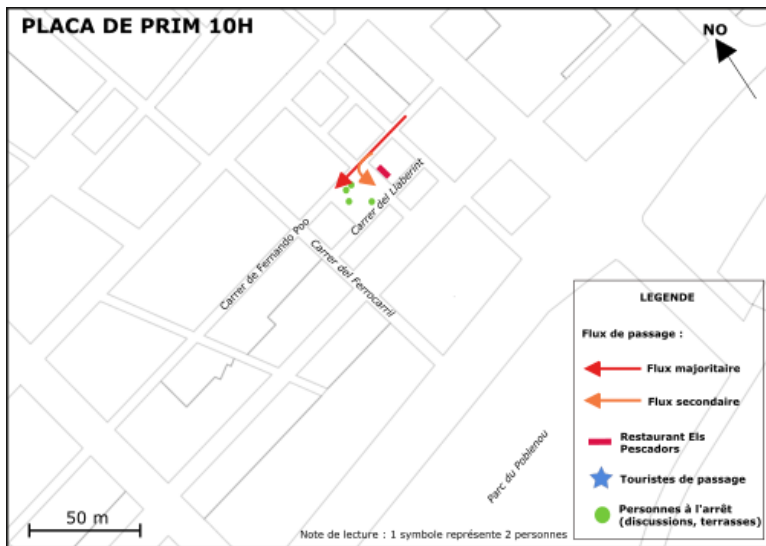 PLACA DE PRIM 10H
NO
Carrer del Llaberint
Carrer de Fernando Poo
Carrer del Ferrocarril
Parc du Poblenou
LEGENDE
Flux de passage :
Flux majoritaire
Flux secondaire
Restaurant Els
Pescadors
Touristes de passage
Personnes à l'arrêt
(discussions, terrasses)
50 m
Note de lecture : 1 symbole représente 2 personnes